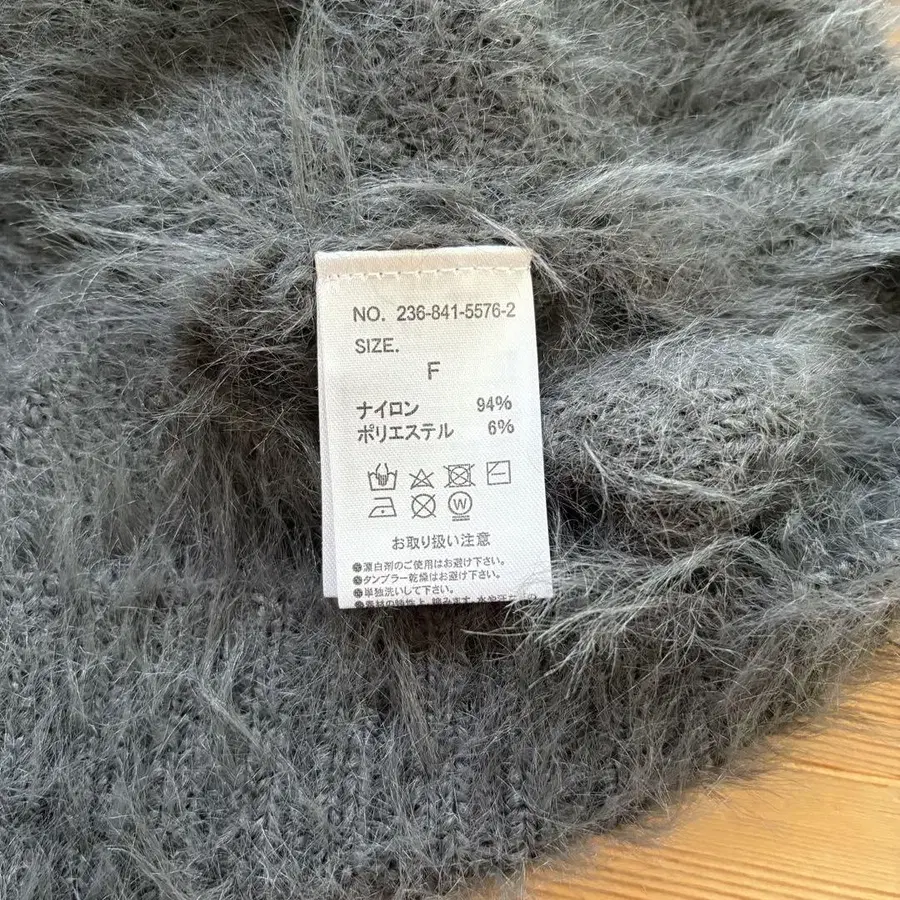 NO. 236-841-5576-2
SIZE.
F
ナイロン 94%
ポリエステル 6%
W
お取り扱い注意
●漂白剤のご使用はお避け下さい。
●タンブラー乾燥はお避け下さい。
●単独洗いして下さい。